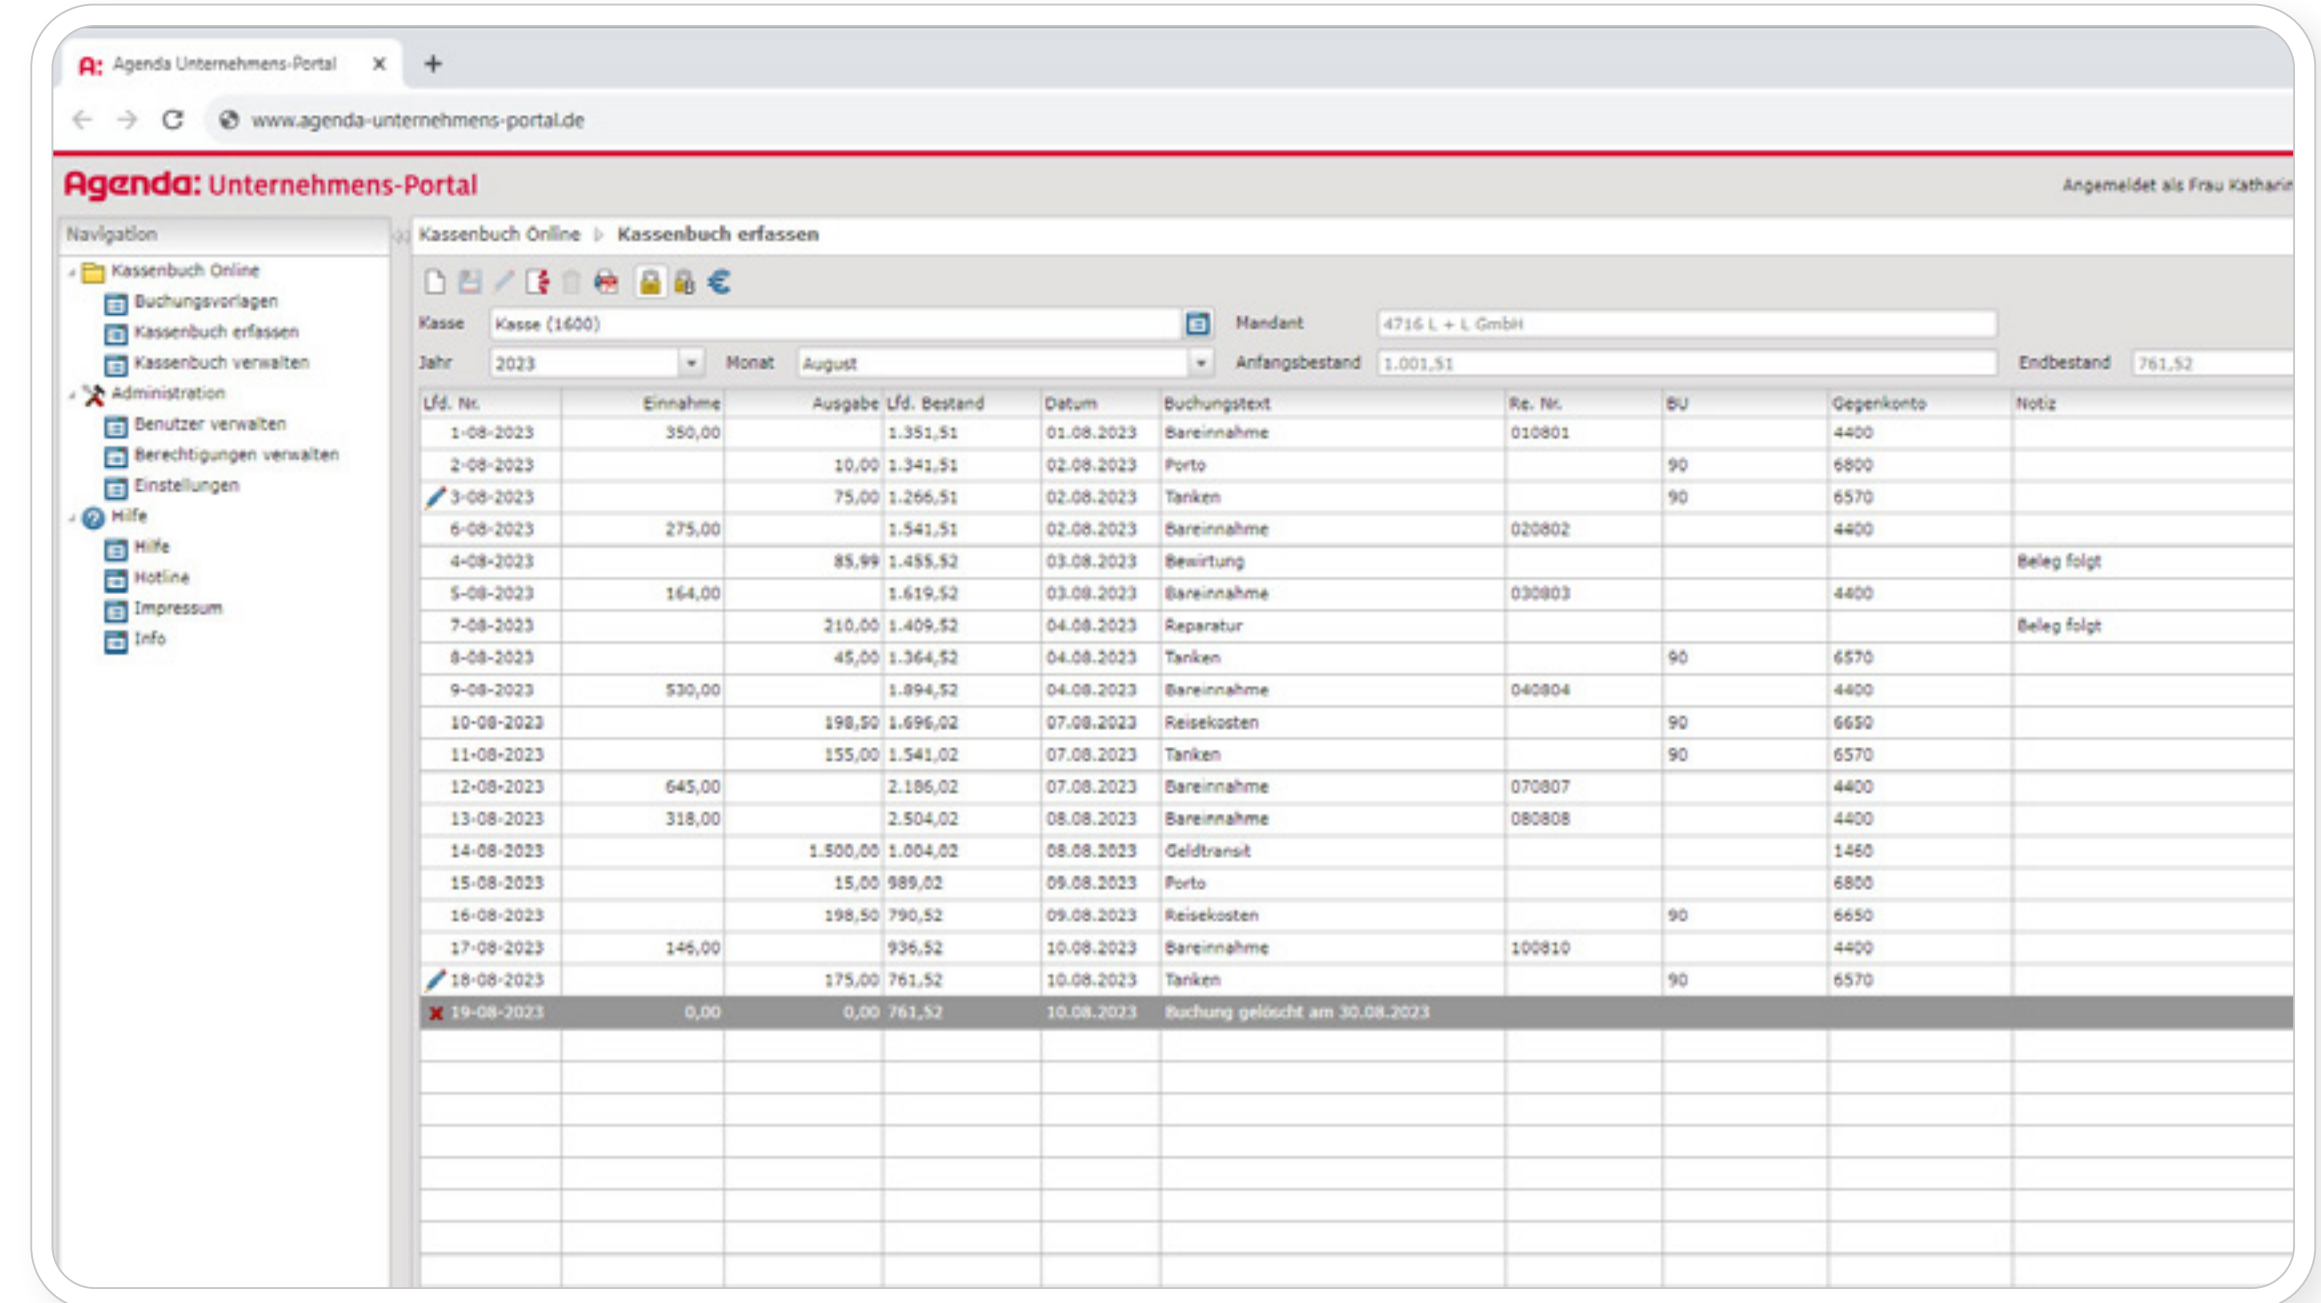 A: Agenda Unternehmens-Portal
www.agenda-unternehmens-portal.de
Agenda: Unternehmens-Portal
Angemeldet als Frau Katharin
Navigation
Kassenbuch Online
Buchungsvorlagen
Kassenbuch erfassen
Kassenbuch verwalten
Administration
Benutzer verwalten
Berechtigungen verwalten
Einstellungen
Hilfe
Hilfe
Hotline
Impressum
Info
Kassenbuch Online Kassenbuch erfassen
Kasse Kasse (1600) Mandant 4716 L + L GmbH
Jahr 2023 Monat August Anfangsbestand 1.001,51 Endbestand 761,52
Lfd. Nr. Einnahme Ausgabe Lfd. Bestand Datum Buchungstext Re. Nr. BU Gegenkonto Notiz
1-08-2023 350,00 1.351,51 01.08.2023 Bareinnahme 010801 4400
2-08-2023 10,00 1.341,51 02.08.2023 Porto 90 6800
3-08-2023 75,00 1.266,51 02.08.2023 Tanken 90 6570
6-08-2023 275,00 1.541,51 02.08.2023 Bareinnahme 020802 4400
4-08-2023 85,99 1.455,52 03.08.2023 Bewirtung Beleg folgt
5-08-2023 164,00 1.619,52 03.08.2023 Bareinnahme 030803 4400
7-08-2023 210,00 1.409,52 04.08.2023 Reparatur Beleg folgt
8-08-2023 45,00 1.364,52 04.08.2023 Tanken 90 6570
9-08-2023 530,00 1.894,52 04.08.2023 Bareinnahme 040804 4400
10-08-2023 198,50 1.696,02 07.08.2023 Reisekosten 90 6650
11-08-2023 155,00 1.541,02 07.08.2023 Tanken 90 6570
12-08-2023 645,00 2.186,02 07.08.2023 Bareinnahme 070807 4400
13-08-2023 318,00 2.504,02 08.08.2023 Bareinnahme 080808 4400
14-08-2023 1.500,00 1.004,02 08.08.2023 Geldtransit 1460
15-08-2023 15,00 989,02 09.08.2023 Porto 6800
16-08-2023 198,50 790,52 09.08.2023 Reisekosten 90 6650
17-08-2023 146,00 936,52 10.08.2023 Bareinnahme 100810 4400
18-08-2023 175,00 761,52 10.08.2023 Tanken 90 6570
19-08-2023 0,00 0,00 761,52 10.08.2023 Buchung gelöscht am 30.08.2023